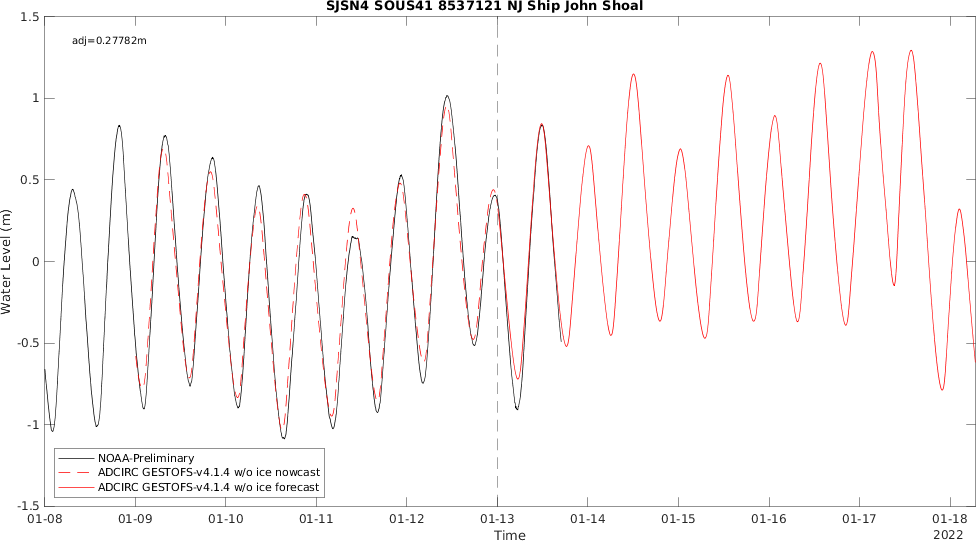 SJSN4 SOUS41 8537121 NJ Ship John Shoal
adj=0.27782m
1.5
1
0.5
0
-0.5
-1
-1.5
Water Level (m)
NOAA-Preliminary
ADCIRC GESTOFS-v4.1.4 w/o ice nowcast
ADCIRC GESTOFS-v4.1.4 w/o ice forecast
01-08 01-09 01-10 01-11 01-12 01-13 01-14 01-15 01-16 01-17 01-18
Time
2022